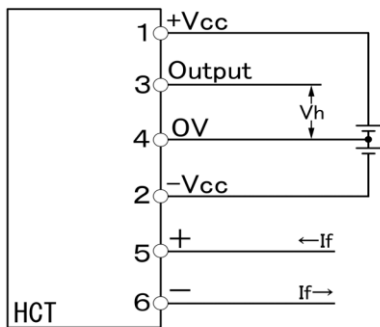 1 +Vcc
3 Output
Vh
4 0V
2 −Vcc
5 + ←If
6 − If→
HCT